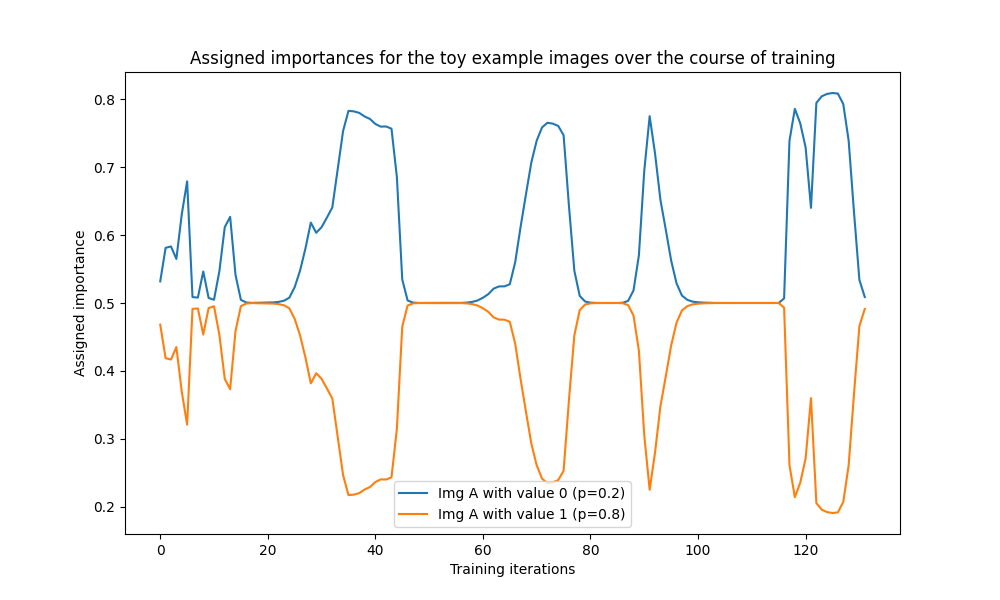 Assigned importances for the toy example images over the course of training
Assigned importance
0.8
0.7
0.6
0.5
0.4
0.3
0.2
Img A with value 0 (p=0.2)
Img A with value 1 (p=0.8)
0 20 40 60 80 100 120
Training iterations